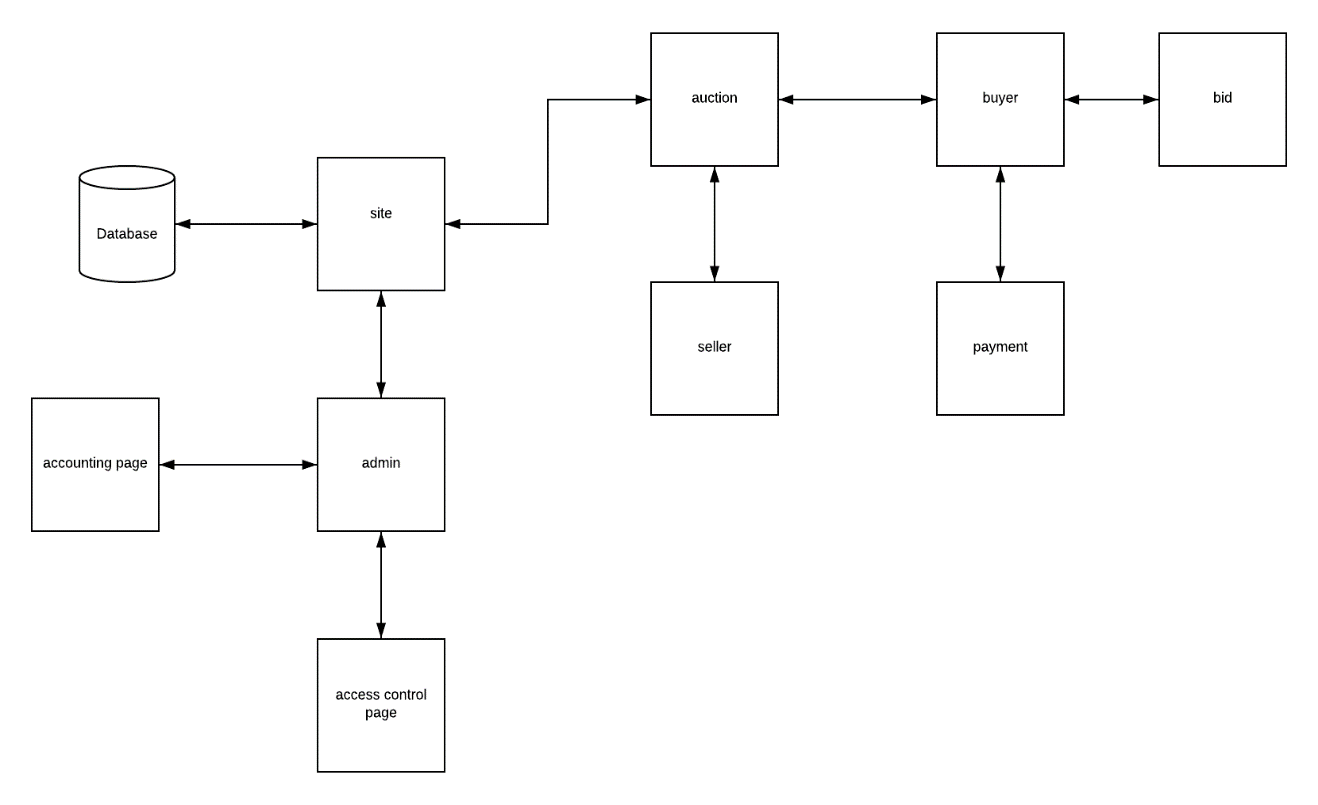 auction
buyer
bid
site
Database
seller
payment
accounting page
admin
access control
page